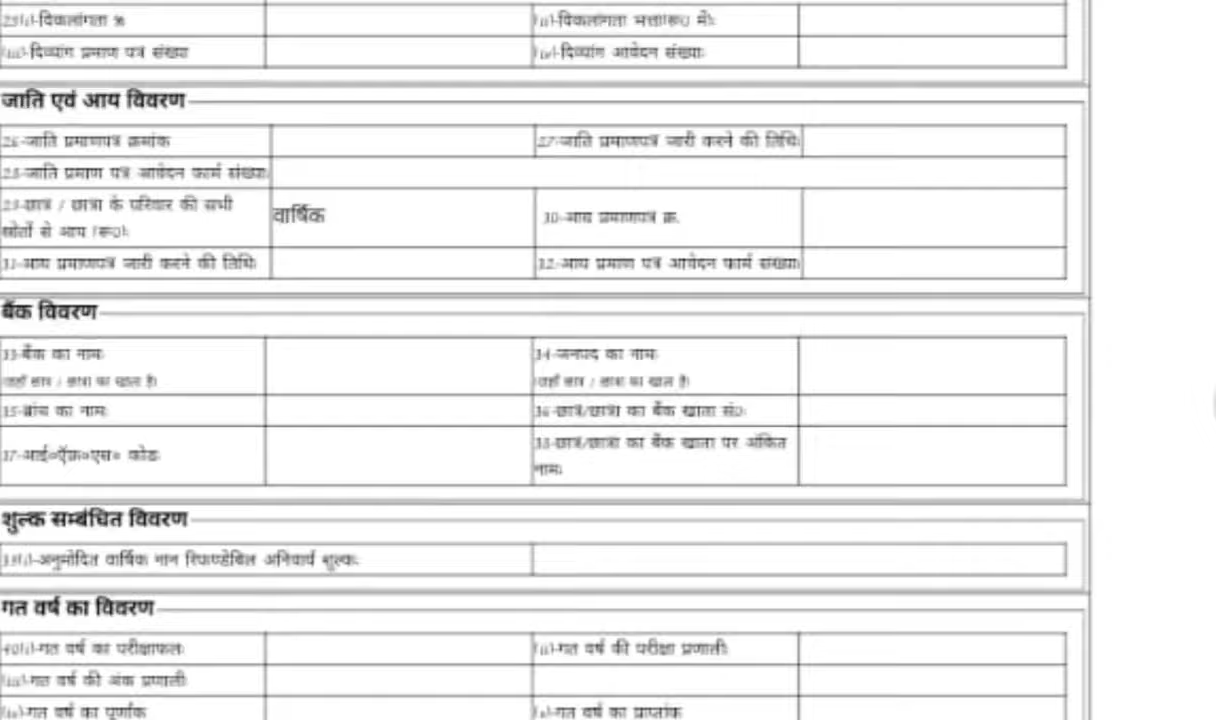 25(i)-विकलांगता % (ii)-विकलांगता भत्ता(रू0 में):
(iii)-दिव्यांग प्रमाण पत्र संख्या (iv)-दिव्यांग आवेदन संख्या:
जाति एवं आय विवरण
26-जाति प्रमाणपत्र क्रमांक 27-जाति प्रमाणपत्र जारी करने की तिथि:
28-जाति प्रमाण पत्र आवेदन फार्म संख्या:
29-छात्र / छात्रा के परिवार की सभी
स्रोतों से आय (रू0): वार्षिक 30-आय प्रमाणपत्र क्र.
31-आय प्रमाणपत्र जारी करने की तिथि: 32-आय प्रमाण पत्र आवेदन फार्म संख्या:
बैंक विवरण
33-बैंक का नाम: 34-जनपद का नाम:
(जहाँ छात्र / छात्रा का खाता है) (जहाँ छात्र / छात्रा का खाता है)
35-ब्रांच का नाम: 36-छात्र/छात्रा का बैंक खाता सं0:
37-आई०ऍफ़०एस० कोड: 38-छात्र/छात्रा का बैंक खाता पर अंकित
नाम:
शुल्क सम्बंधित विवरण
39(i)-अनुमोदित वार्षिक नान रिफण्डेबिल अनिवार्य शुल्क:
गत वर्ष का विवरण
40(i)-गत वर्ष का परीक्षाफल: (ii)-गत वर्ष की परीक्षा प्रणाली:
(iii)-गत वर्ष की अंक प्रणाली:
(iv)-गत वर्ष का पूर्णांक (v)-गत वर्ष का प्राप्तांक